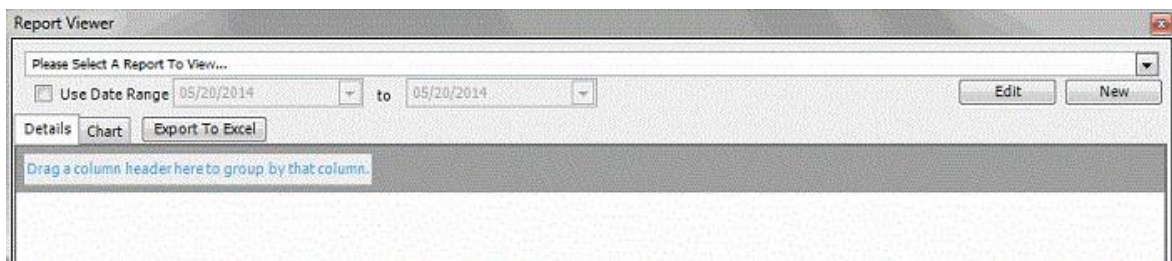 Report Viewer
Please Select A Report To View...
Use Date Range 05/20/2014 to 05/20/2014 Edit New
Details Chart Export To Excel
Drag a column header here to group by that column.